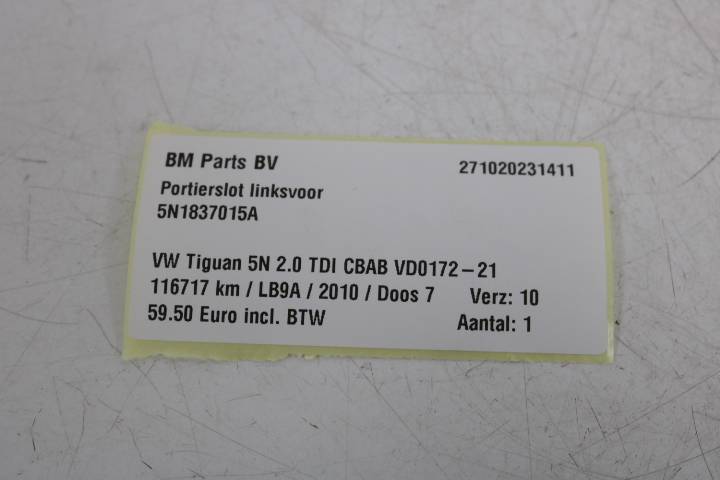 BM Parts BV 271020231411
Portierslot linksvoor
5N1837015A
VW Tiguan 5N 2.0 TDI CBAB VD0172-21
116717 km / LB9A / 2010 / Doos 7 Verz: 10
59.50 Euro incl. BTW Aantal: 1